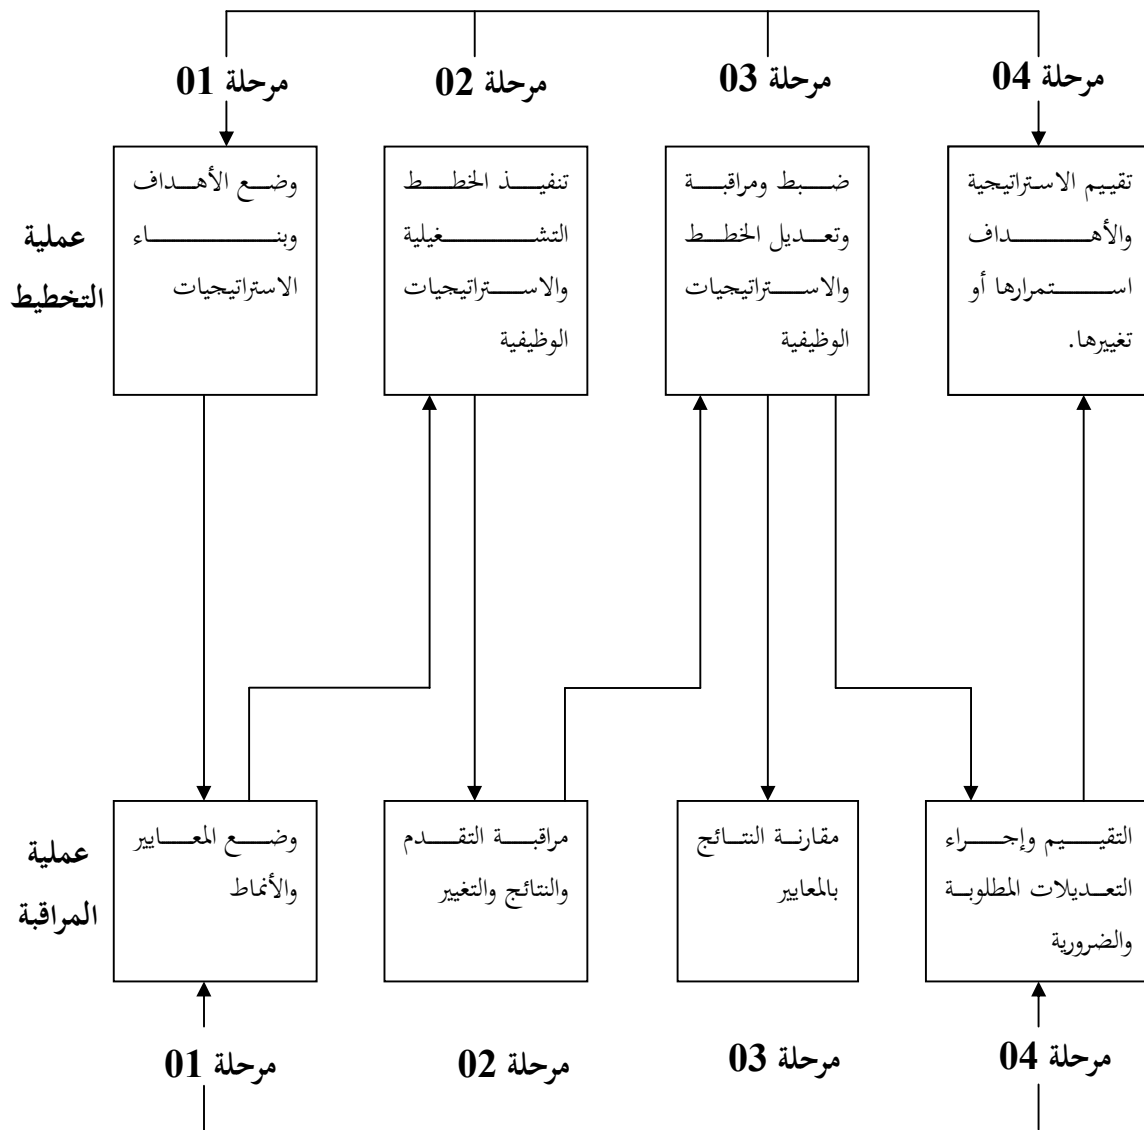 مرحلة 01
مرحلة 02
مرحلة 03
مرحلة 04
عملية
التخطيط
وضع الأهداف
وبناء
الاستراتيجيات
تنفيذ الخطط
التشغيلية
والاستراتيجيات
الوظيفية
ضبط ومراقبة
وتعديل الخطط
والاستراتيجيات
الوظيفية
تقييم الاستراتيجية
والأهداف
استمرارها أو
تغييرها.
عملية
المراقبة
وضع المعايير
والأنماط
مراقبة التقدم
والنتائج والتغيير
مقارنة النتائج
بالمعايير
التقييم وإجراء
التعديلات المطلوبة
والضرورية
مرحلة 01
مرحلة 02
مرحلة 03
مرحلة 04